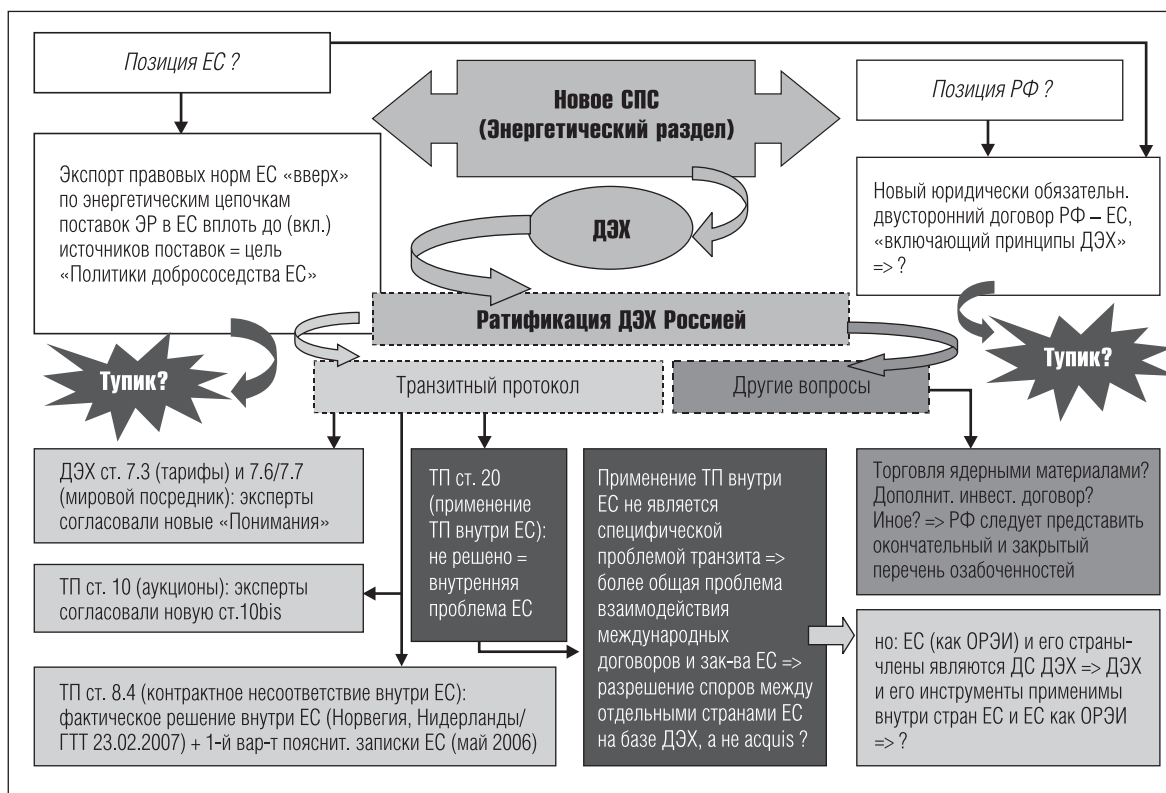 Позиция ЕС ?
Новое СПС
(Энергетический раздел)
Позиция РФ ?
Экспорт правовых норм ЕС «вверх»
по энергетическим цепочкам
поставок ЭР в ЕС вплоть до (вкл.)
источников поставок = цель
«Политики добрососедства ЕС»
ДЭХ
Новый юридически обязательн.
двусторонний договор РФ – ЕС,
«включающий принципы ДЭХ»
=> ?
Ратификация ДЭХ Россией
Тупик?
Тупик?
Транзитный протокол
Другие вопросы
ДЭХ ст. 7.3 (тарифы) и 7.6/7.7
(мировой посредник): эксперты
согласовали новые «Понимания»
ТП ст. 10 (аукционы): эксперты
согласовали новую ст.10bis
ТП ст. 8.4 (контрактное несоответствие внутри ЕС):
фактическое решение внутри ЕС (Норвегия, Нидерланды/
ГТТ 23.02.2007) + 1-й вар-т пояснит. записки ЕС (май 2006)
ТП ст. 20
(применение
ТП внутри ЕС):
не решено =
внутренняя
проблема ЕС
Применение ТП внутри
ЕС не является
специфической
проблемой транзита =>
более общая проблема
взаимодействия
международных
договоров и зак-ва ЕС =>
разрешение споров между
отдельными странами ЕС
на базе ДЭХ, а не acquis ?
Торговля ядерными материалами?
Дополнит. инвест. договор?
Иное? => РФ следует представить
окончательный и закрытый
перечень озабоченностей
но: ЕС (как ОРЭИ) и его страны-
члены являются ДС ДЭХ => ДЭХ
и его инструменты применимы
внутри стран ЕС и ЕС как ОРЭИ
=> ?